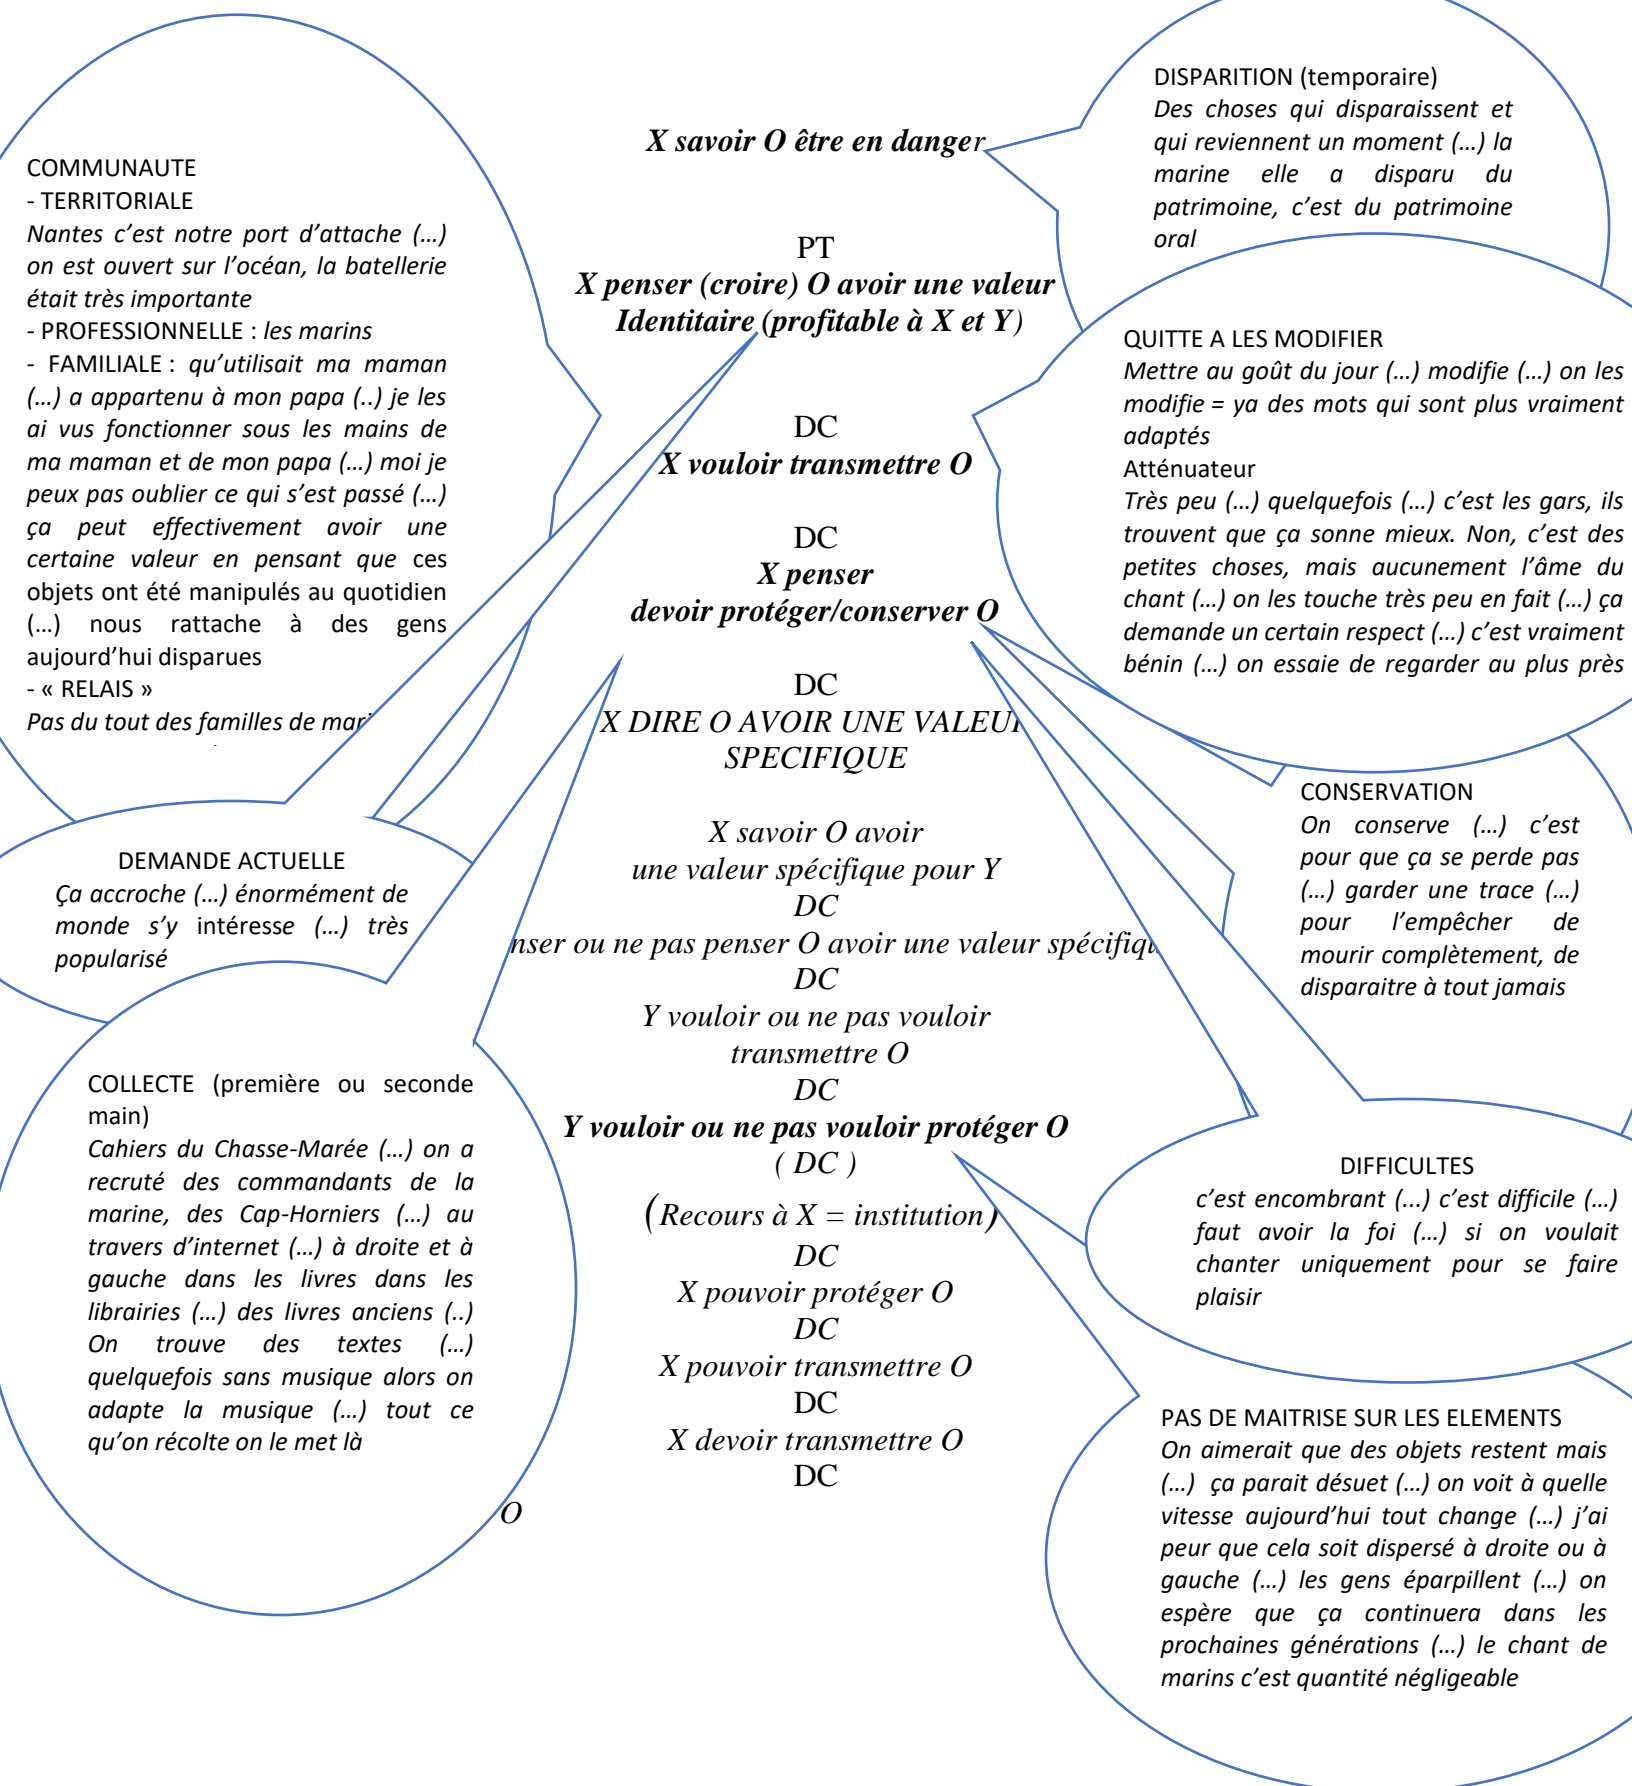 COMMUNAUTE
- TERRITORIALE
Nantes c'est notre port d'attache (…)
on est ouvert sur l'océan, la batellerie
était très importante
- PROFESSIONNELLE : les marins
- FAMILIALE : qu'utilisait ma maman
(…) a appartenu à mon papa (..) je les
ai vus fonctionner sous les mains de
ma maman et de mon papa (…) moi je
peux pas oublier ce qui s'est passé (…)
ça peut effectivement avoir une
certaine valeur en pensant que ces
objets ont été manipulés au quotidien
(…) nous rattache à des gens
aujourd'hui disparues
- « RELAIS »
Pas du tout des familles de
DEMANDE ACTUELLE
Ça accroche (…) énormément de
monde s'y intéresse (…) très
popularisé
COLLECTE (première ou seconde
main)
Cahiers du Chasse-Marée (…) on a
recruté des commandants de la
marine, des Cap-Horniers (…) au
travers d'internet (…) à droite et à
gauche dans les livres dans les
librairies (…) des livres anciens (..)
On trouve des textes (…)
quelquefois sans musique alors on
adapte la musique (…) tout ce
qu'on récolte on le met là
X savoir O être en danger
PT
X penser (croire) O avoir une valeur
Identitaire (profitable à X et Y)
DC
X vouloir transmettre O
DC
X penser
devoir protéger/conserver O
DC
X DIRE O AVOIR UNE VALEUR
SPECIFIQUE
X savoir O avoir
une valeur spécifique pour Y
DC
ou ne pas penser O avoir une valeur
DC
Y vouloir ou ne pas vouloir
transmettre O
DC
Y vouloir ou ne pas vouloir protéger O
( DC )
(Recours à X = institution)
DC
X pouvoir protéger O
DC
X pouvoir transmettre O
DC
X devoir transmettre O
DC
O
DISPARITION (temporaire)
Des choses qui disparaissent et
qui reviennent un moment (…) la
marine elle a disparu du
patrimoine, c'est du patrimoine
oral
QUITTE A LES MODIFIER
Mettre au goût du jour (…) modifie (…) on les
modifie = ya des mots qui sont plus vraiment
adaptés
Atténuateur
Très peu (…) quelquefois (…) c'est les gars, ils
trouvent que ça sonne mieux. Non, c'est des
petites choses, mais aucunement l'âme du
chant (…) on les touche très peu en fait (…) ça
demande un certain respect (…) c'est vraiment
bénin (…) on essaie de regarder au plus près
CONSERVATION
On conserve (…) c'est
pour que ça se perde pas
(…) garder une trace (…)
pour l'empêcher de
mourir complètement, de
disparaitre à tout jamais
DIFFICULTES
c'est encombrant (...) c'est difficile (…)
faut avoir la foi (…) si on voulait
chanter uniquement pour se faire
plaisir
PAS DE MAITRISE SUR LES ELEMENTS
On aimerait que des objets restent mais
(…) ça parait désuet (…) on voit à quelle
vitesse aujourd'hui tout change (…) j'ai
peur que cela soit dispersé à droite ou à
gauche (…) les gens éparpillent (…) on
espère que ça continuera dans les
prochaines générations (…) le chant de
marins c'est quantité négligeable